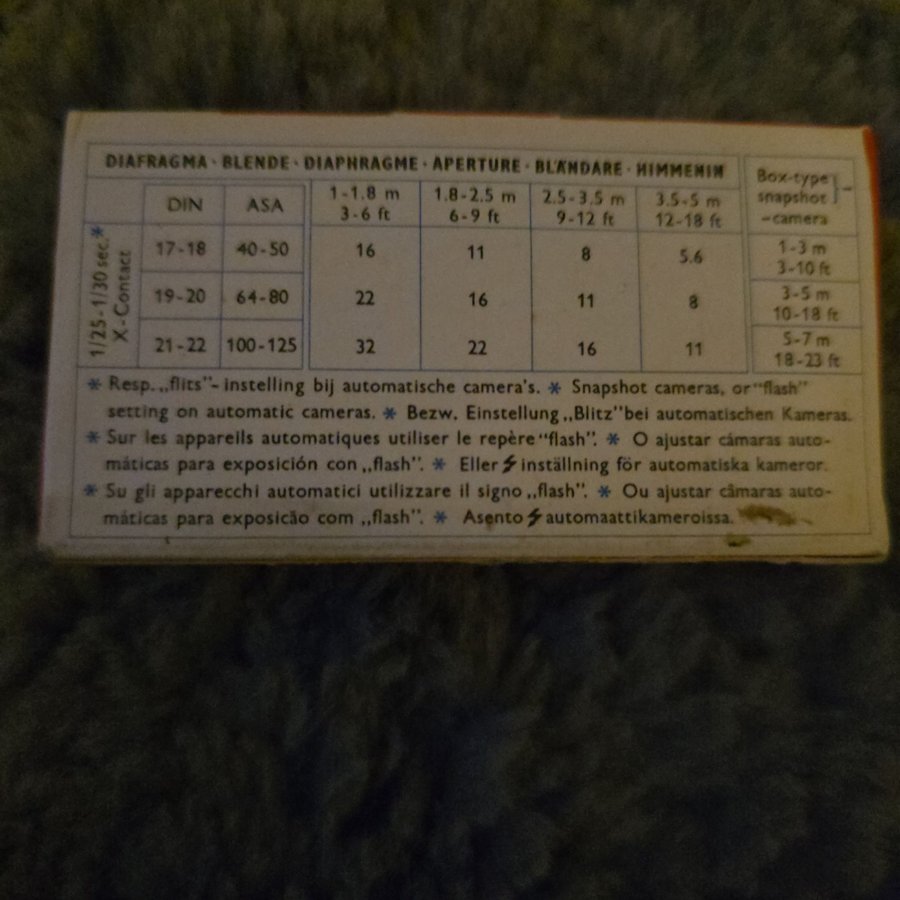 DIAFRAGMA · BLENDE · DIAPHRAGME · APERTURE · BLÄNDARE · HIMMENIN
Box-type
snapshot
-camera
DIN ASA 1-1.8 m 1.8-2.5 m 2.5-3.5 m 3.5-5 m
3-6 ft 6-9 ft 9-12 ft 12-18 ft
1/25-1/30 sec.*
X-Contact
17-18 40-50 16 11 8 5.6 1-3 m
3-10 ft
19-20 64-80 22 16 11 8 3-5 m
10-18 ft
21-22 100-125 32 22 16 11 5-7 m
18-23 ft
* Resp. „flits”- instelling bij automatische camera's. * Snapshot cameras, or “flash”
setting on automatic cameras. * Bezw. Einstellung „Blitz” bei automatischen Kameras.
* Sur les appareils automatiques utiliser le repère “flash”. * O ajustar cámaras auto-
máticas para exposición con „flash”. * Eller ⚡ inställning för automatiska kameror.
* Su gli apparecchi automatici utilizzare il signo „flash”. * Ou ajustar câmaras auto-
máticas para exposicão com „flash”. * Asento ⚡ automaattikameroissa.